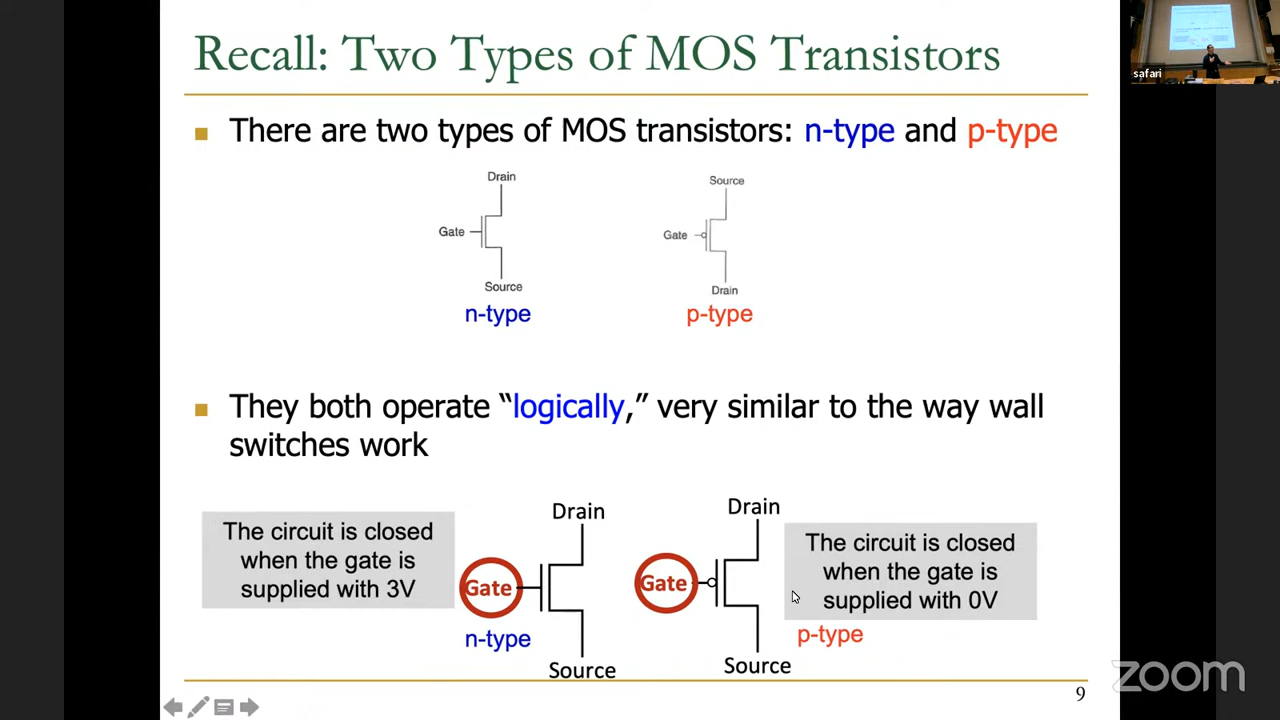 Recall: Two Types of MOS Transistors
safari
There are two types of MOS transistors: n-type and p-type
Drain
Gate
Source
n-type
Source
Gate
Drain
p-type
They both operate “logically,” very similar to the way wall
switches work
The circuit is closed
when the gate is
supplied with 3V
Drain
Gate
n-type
Source
Drain
Gate
Source
The circuit is closed
when the gate is
supplied with 0V
p-type
9
zoom